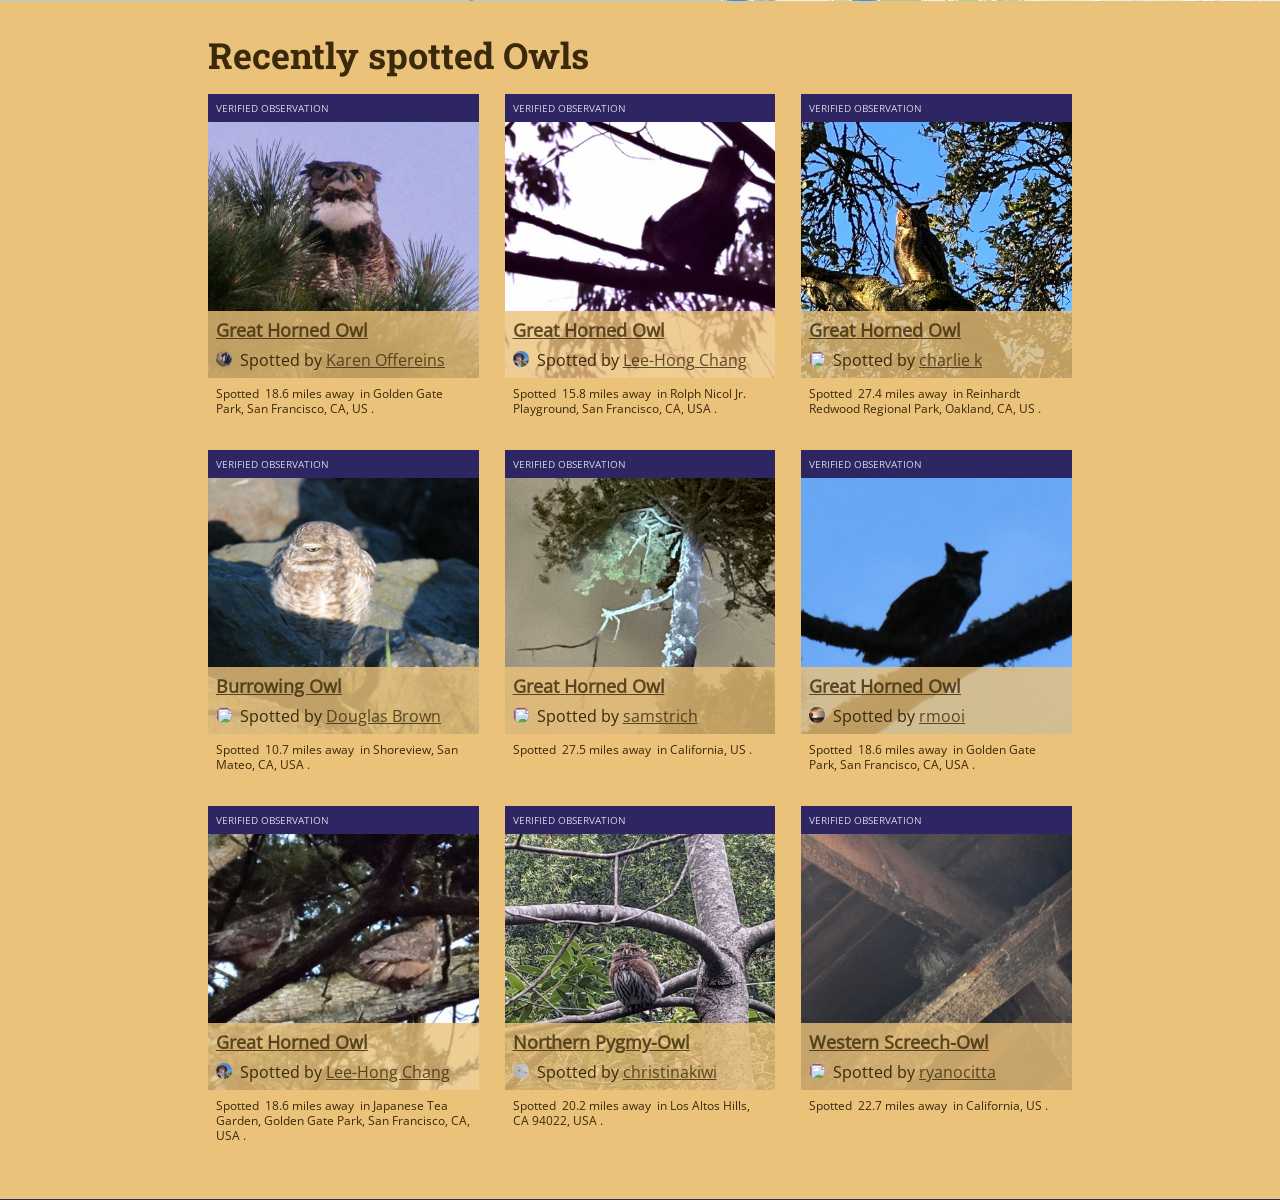 Recently spotted Owls
VERIFIED OBSERVATION
Great Horned Owl
Spotted by Karen Offereins
Spotted 18.6 miles away in Golden Gate
Park, San Francisco, CA, US .
VERIFIED OBSERVATION
Great Horned Owl
Spotted by Lee-Hong Chang
Spotted 15.8 miles away in Rolph Nicol Jr.
Playground, San Francisco, CA, USA .
VERIFIED OBSERVATION
Great Horned Owl
Spotted by charlie k
Spotted 27.4 miles away in Reinhardt
Redwood Regional Park, Oakland, CA, US .
VERIFIED OBSERVATION
Burrowing Owl
Spotted by Douglas Brown
Spotted 10.7 miles away in Shoreview, San
Mateo, CA, USA .
VERIFIED OBSERVATION
Great Horned Owl
Spotted by samstrich
Spotted 27.5 miles away in California, US .
VERIFIED OBSERVATION
Great Horned Owl
Spotted by rmooi
Spotted 18.6 miles away in Golden Gate
Park, San Francisco, CA, USA .
VERIFIED OBSERVATION
Great Horned Owl
Spotted by Lee-Hong Chang
Spotted 18.6 miles away in Japanese Tea
Garden, Golden Gate Park, San Francisco, CA,
USA .
VERIFIED OBSERVATION
Northern Pygmy-Owl
Spotted by christinakiwi
Spotted 20.2 miles away in Los Altos Hills,
CA 94022, USA .
VERIFIED OBSERVATION
Western Screech-Owl
Spotted by ryanocitta
Spotted 22.7 miles away in California, US .